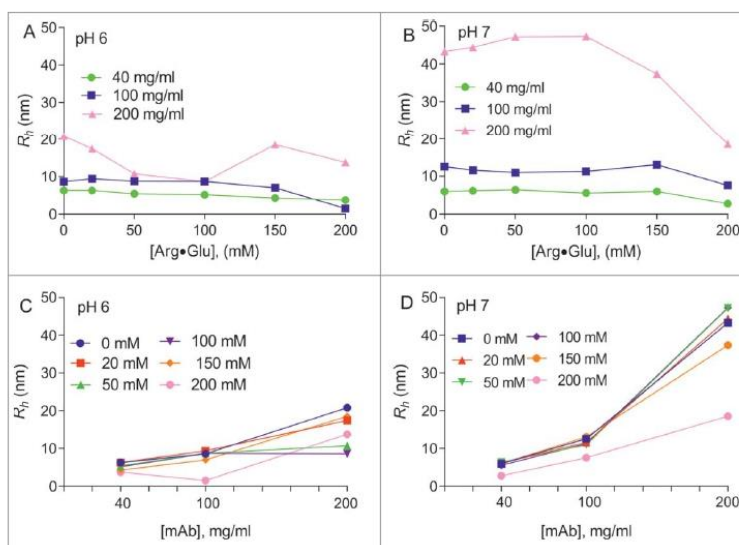 A
pH 6
40 mg/ml
100 mg/ml
200 mg/ml
50
40
30
20
10
0
Rh (nm)
0 50 100 150 200
[Arg•Glu], (mM)
B
pH 7
40 mg/ml
100 mg/ml
200 mg/ml
50
40
30
20
10
0
Rh (nm)
0 50 100 150 200
[Arg•Glu], (mM)
C
pH 6
0 mM 100 mM
20 mM 150 mM
50 mM 200 mM
50
40
30
20
10
0
Rh (nm)
40 100 200
[mAb], mg/ml
D
pH 7
0 mM 100 mM
20 mM 150 mM
50 mM 200 mM
50
40
30
20
10
0
Rh (nm)
40 100 200
[mAb], mg/ml